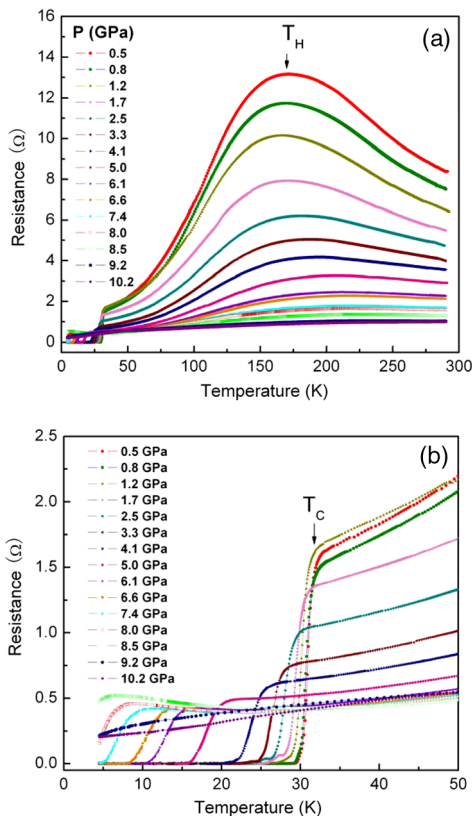 (a)
P (GPa)
0.5
0.8
1.2
1.7
2.5
3.3
4.1
5.0
6.1
6.6
7.4
8.0
8.5
9.2
10.2
T_H
16
14
12
10
8
6
4
2
0
Resistance (Ω)
0 50 100 150 200 250 300
Temperature (K)
(b)
0.5 GPa
0.8 GPa
1.2 GPa
1.7 GPa
2.5 GPa
3.3 GPa
4.1 GPa
5.0 GPa
6.1 GPa
6.6 GPa
7.4 GPa
8.0 GPa
8.5 GPa
9.2 GPa
10.2 GPa
T_C
2.5
2.0
1.5
1.0
0.5
0.0
Resistance (Ω)
0 10 20 30 40 50
Temperature (K)